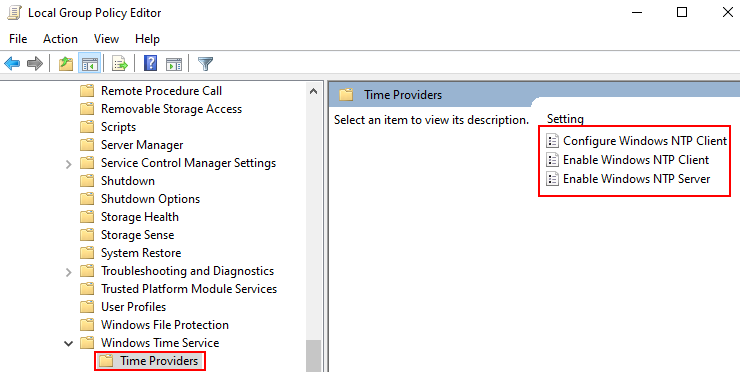 Local Group Policy Editor
File Action View Help
Remote Procedure Call
Removable Storage Access
Scripts
Server Manager
Service Control Manager Settings
Shutdown
Shutdown Options
Storage Health
Storage Sense
System Restore
Troubleshooting and Diagnostics
Trusted Platform Module Services
User Profiles
Windows File Protection
Windows Time Service
Time Providers
Time Providers
Select an item to view its description.
Setting
Configure Windows NTP Client
Enable Windows NTP Client
Enable Windows NTP Server